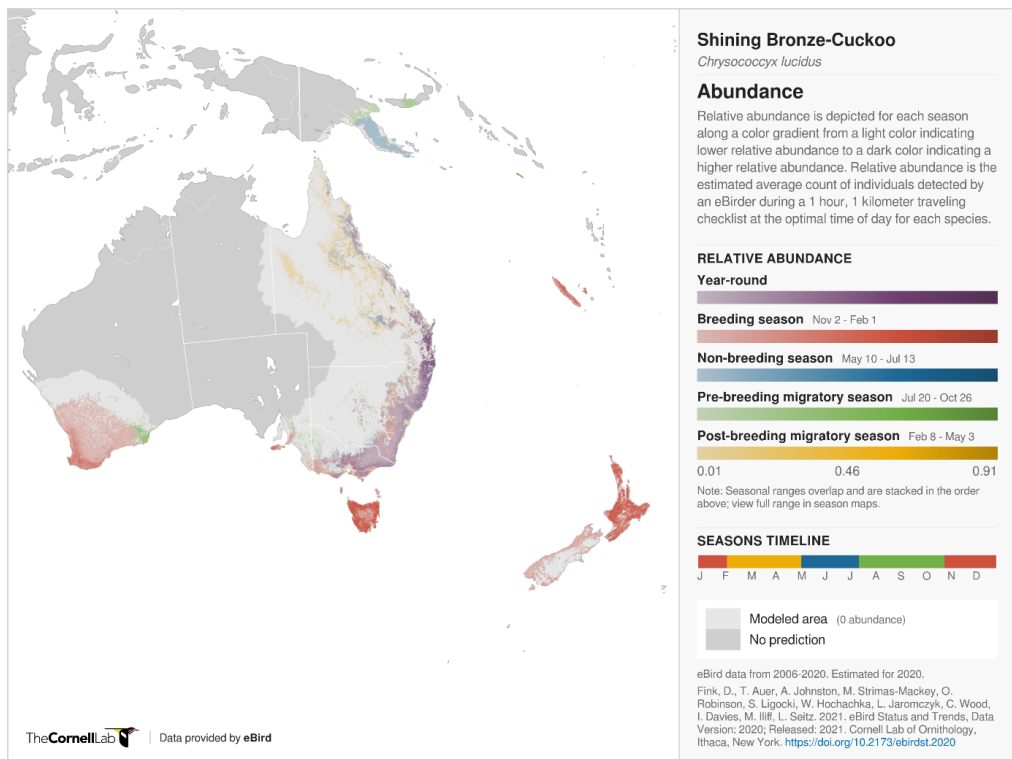 Shining Bronze-Cuckoo
Chrysococcyx lucidus
Abundance
Relative abundance is depicted for each season
along a color gradient from a light color indicating
lower relative abundance to a dark color indicating a
higher relative abundance. Relative abundance is the
estimated average count of individuals detected by
an eBirder during a 1 hour, 1 kilometer traveling
checklist at the optimal time of day for each species.
RELATIVE ABUNDANCE
Year-round
Breeding season Nov 2 - Feb 1
Non-breeding season May 10 - Jul 13
Pre-breeding migratory season Jul 20 - Oct 26
Post-breeding migratory season Feb 8 - May 3
0.01 0.46 0.91
Note: Seasonal ranges overlap and are stacked in the order
above; view full range in season maps.
SEASONS TIMELINE
J F M A M J J A S O N D
Modeled area (0 abundance)
No prediction
eBird data from 2006-2020. Estimated for 2020.
Fink, D., T. Auer, A. Johnston, M. Strimas-Mackey, O.
Robinson, S. Ligocki, W. Hochachka, L. Jaromczyk, C. Wood,
I. Davies, M. Iliff, L. Seitz. 2021. eBird Status and Trends, Data
Version: 2020; Released: 2021. Cornell Lab of Ornithology,
Ithaca, New York. https://doi.org/10.2173/ebirdst.2020
TheCornellLab Data provided by eBird